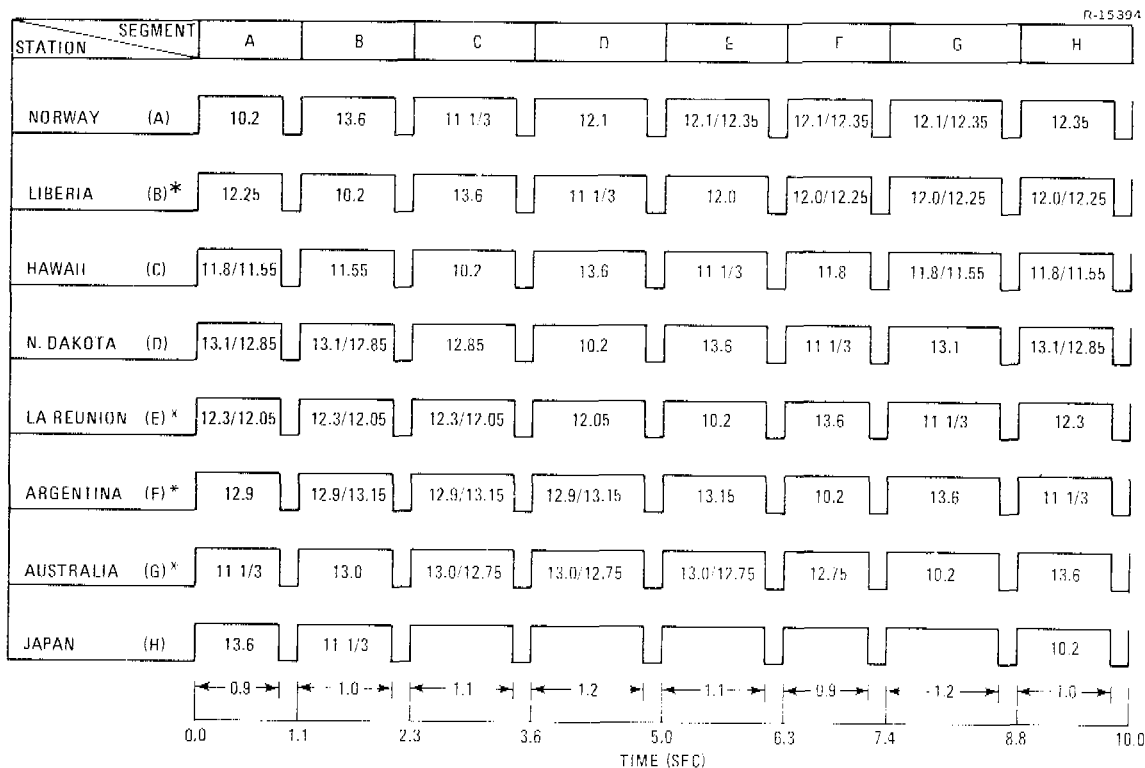 R-15394
SEGMENT
STATION A B C D E F G H
NORWAY (A) 10.2 13.6 11 1/3 12.1 12.1/12.35 12.1/12.35 12.1/12.35 12.35
LIBERIA (B)* 12.25 10.2 13.6 11 1/3 12.0 12.0/12.25 12.0/12.25 12.0/12.25
HAWAII (C) 11.8/11.55 11.55 10.2 13.6 11 1/3 11.8 11.8/11.55 11.8/11.55
N. DAKOTA (D) 13.1/12.85 13.1/12.85 12.85 10.2 13.6 11 1/3 13.1 13.1/12.85
LA REUNION (E)* 12.3/12.05 12.3/12.05 12.3/12.05 12.05 10.2 13.6 11 1/3 12.3
ARGENTINA (F)* 12.9 12.9/13.15 12.9/13.15 12.9/13.15 13.15 10.2 13.6 11 1/3
AUSTRALIA (G)* 11 1/3 13.0 13.0/12.75 13.0/12.75 13.0/12.75 12.75 10.2 13.6
JAPAN (H) 13.6 11 1/3 10.2
0.9 1.0 1.1 1.2 1.1 0.9 1.2 1.0
0.0 1.1 2.3 3.6 5.0 6.3 7.4 8.8 10.0
TIME (SEC)